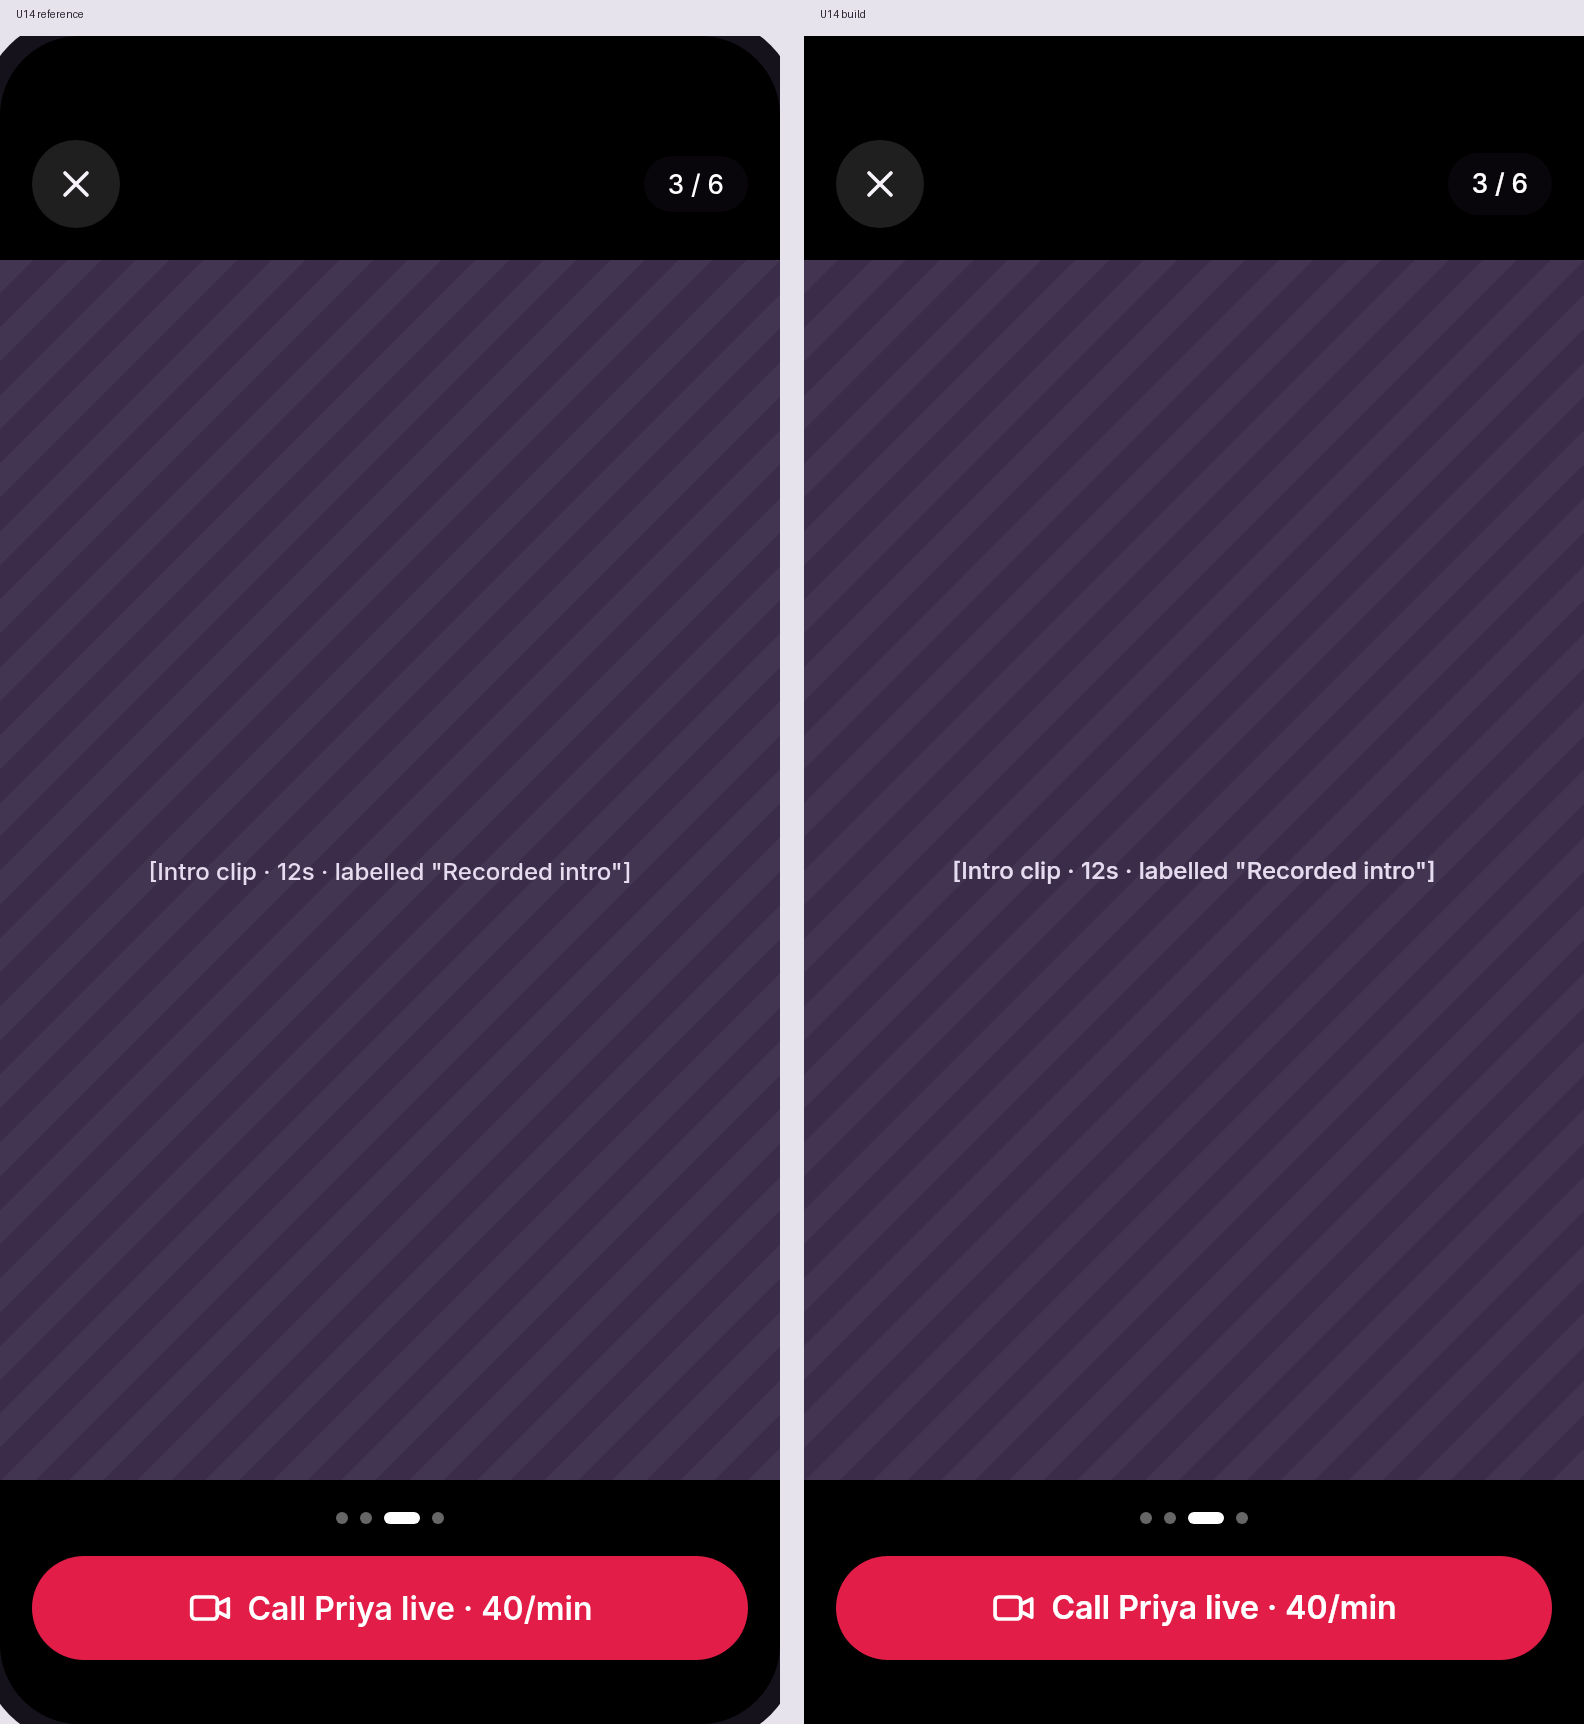 U14 reference
U14 build
3 / 6
3 / 6
[Intro clip · 12s · labelled "Recorded intro"]
[Intro clip · 12s · labelled "Recorded intro"]
Call Priya live · 40/min
Call Priya live · 40/min